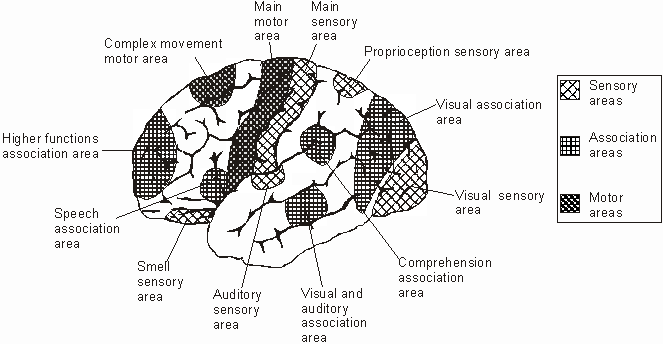 Main
motor
area
Main
sensory
area
Complex movement
motor area
Proprioception sensory area
Sensory
areas
Visual association
area
Association
areas
Higher functions
association area
Visual sensory
area
Motor
areas
Speech
association
area
Smell
sensory
area
Auditory
sensory
area
Visual and
auditory
association
area
Comprehension
association
area